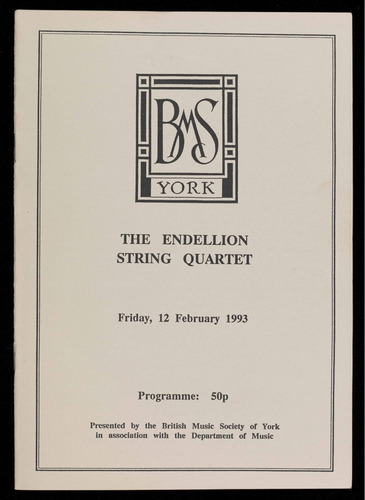 BMS
YORK
THE ENDELLION
STRING QUARTET
Friday, 12 February 1993
Programme: 50p
Presented by the British Music Society of York
in association with the Department of Music